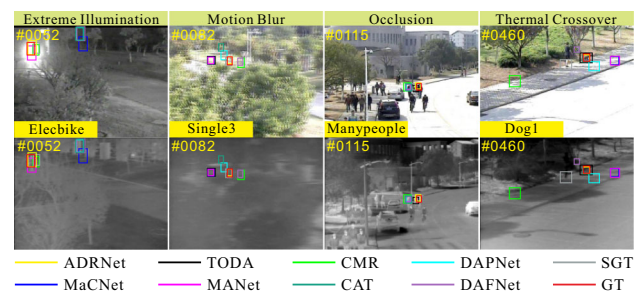 Extreme Illumination Motion Blur Occlusion Thermal Crossover
#0052 #0082 #0115 #0460
Elecbike Single3 Manypeople Dog1
#0052 #0082 #0115 #0460
ADRNet TODA CMR DAPNet SGT
MaCNet MANet CAT DAFNet GT